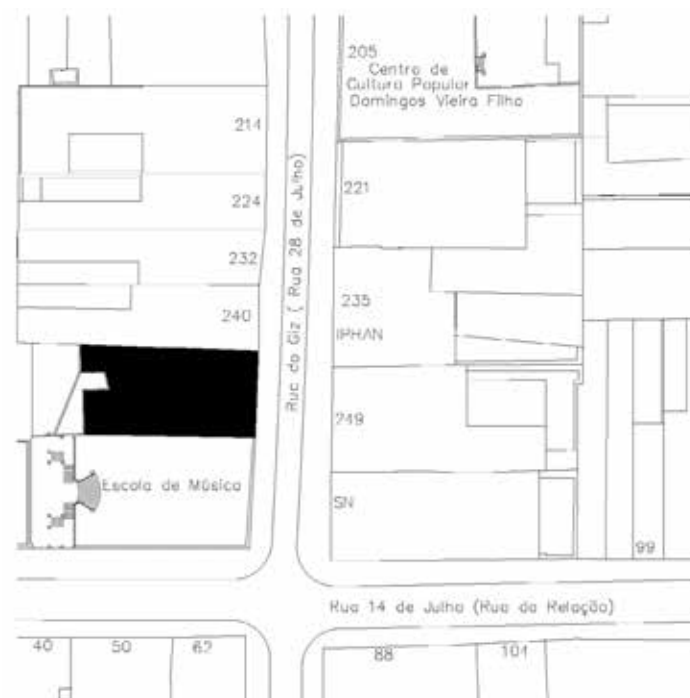 205
Centro de
Cultura Popular
Domingos Vieira Filho
214
221
224
232
240
Rua do Giz ( Rua 28 de Julho)
235
IPHAN
249
Escola de Música
SN
99
Rua 14 de Julho (Rua da Relação)
40
50
62
88
101